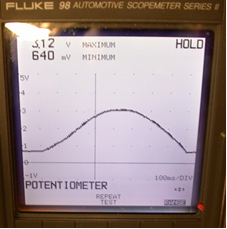 FLUKE 98 AUTOMOTIVE SCOPEMETER SERIES II
3.12 V MAXIMUM HOLD
640 mV MINIMUM
5V
4
3
2
1
0
-1V 100ms/DIV
POTENTIOMETER
REPEAT
TEST
RANGE